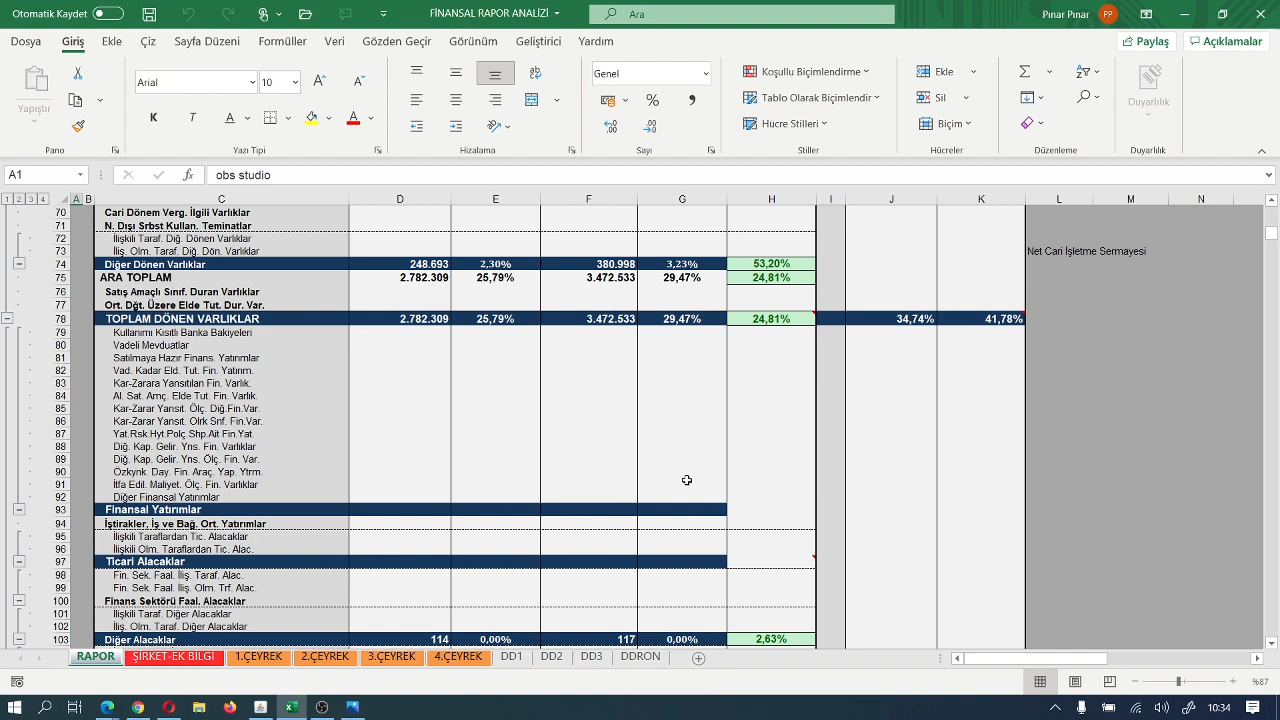 Otomatik Kaydet
FİNANSAL RAPOR ANALİZİ
Ara
Pınar Pınar PP
Dosya Giriş Ekle Çiz Sayfa Düzeni Formüller Veri Gözden Geçir Görünüm Geliştirici Yardım Paylaş Açıklamalar
Yapıştır
Arial 10
Genel
Koşullu Biçimlendirme
Tablo Olarak Biçimlendir
Hücre Stilleri
Ekle
Sil
Biçim
Duyarlılık
Pano Yazı Tipi Hizalama Sayı Stiller Hücreler Düzenleme Duyarlılık
A1 fx obs studio
1 2 3 4 A B C D E F G H I J K L M N
70 Cari Dönem Verg. İlgili Varlıklar
71 N. Dışı Srbst Kullan. Teminatlar
72 İlişkili Taraf. Diğ. Dönen Varlıklar
73 İliş. Olm. Taraf. Diğ. Dön. Varlıklar Net Cari İşletme Sermayesi
74 Diğer Dönen Varlıklar 248.693 2,30% 380.998 3,23% 53,20%
75 ARA TOPLAM 2.782.309 25,79% 3.472.533 29,47% 24,81%
76 Satış Amaçlı Sınıf. Duran Varlıklar
77 Ort. Dğt. Üzere Elde Tut. Dur. Var.
78 TOPLAM DÖNEN VARLIKLAR 2.782.309 25,79% 3.472.533 29,47% 24,81% 34,74% 41,78%
79 Kullanımı Kısıtlı Banka Bakiyeleri
80 Vadeli Mevduatlar
81 Satılmaya Hazır Finans. Yatırımlar
82 Vad. Kadar Eld. Tut. Fin. Yatırım.
83 Kar-Zarara Yansıtılan Fin. Varlık.
84 Al. Sat. Amç. Elde Tut. Fin. Varlık.
85 Kar-Zarar Yansıt. Ölç. Diğ.Fin.Var.
86 Kar-Zarar Yansıt. Olrk Snf. Fin.Var.
87 Yat.Rsk.Hyt Polç Shp.Ait Fin.Yat.
88 Diğ. Kap. Gelir. Yns. Fin. Varlıklar
89 Diğ. Kap. Gelir. Yns. Ölç. Fin. Var.
90 Özkynk. Day. Fin. Araç. Yap. Ytrm.
91 İtfa Edil. Maliyet. Ölç. Fin. Varlıklar
92 Diğer Finansal Yatırımlar
93 Finansal Yatırımlar
94 İştirakler, İş ve Bağ. Ort. Yatırımlar
95 İlişkili Taraflardan Tic. Alacaklar
96 İlişkili Olm. Taraflardan Tic. Alac.
97 Ticari Alacaklar
98 Fin. Sek. Faal. İliş. Taraf. Alac.
99 Fin. Sek. Faal. İliş. Olm. Trf. Alac.
100 Finans Sektörü Faal. Alacaklar
101 İlişkili Taraf. Diğer Alacaklar
102 İliş. Olm. Taraf. Diğer Alacaklar
103 Diğer Alacaklar 114 0,00% 117 0,00% 2,63%
RAPOR ŞİRKET-EK BİLGİ 1.ÇEYREK 2.ÇEYREK 3.ÇEYREK 4.ÇEYREK DD1 DD2 DD3 DDRON
%87
10:34